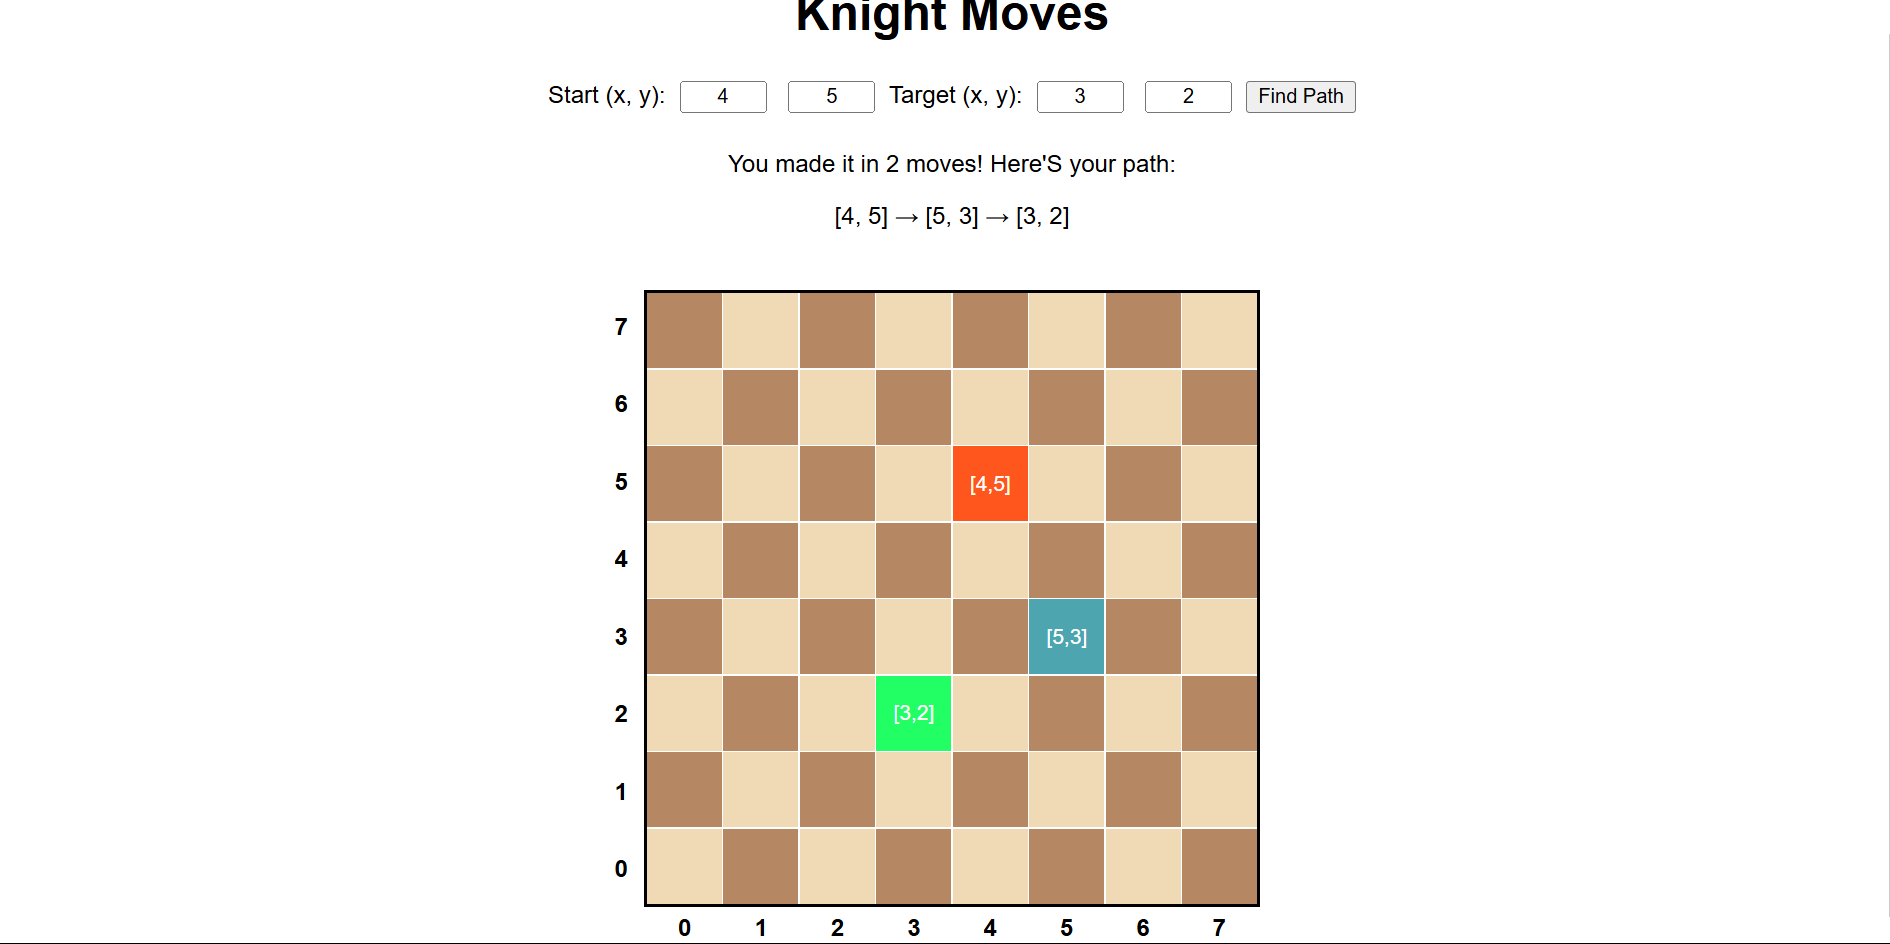 Knight Moves
Start (x, y): 4 5 Target (x, y): 3 2 Find Path
You made it in 2 moves! Here'S your path:
[4, 5] → [5, 3] → [3, 2]
7
6
5 [4,5]
4
3 [5,3]
2 [3,2]
1
0
0 1 2 3 4 5 6 7